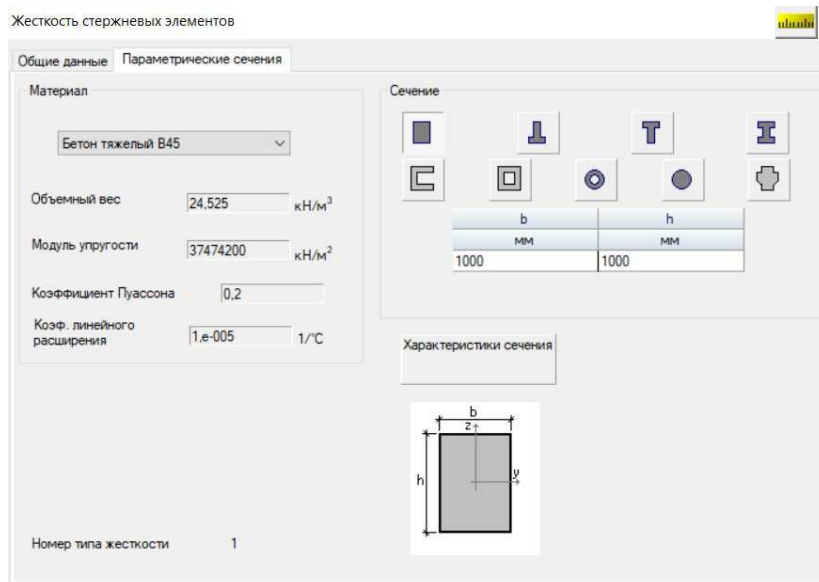 Жесткость стержневых элементов
Общие данные Параметрические сечения
Материал
Бетон тяжелый B45
Объемный вес 24,525 кН/м³
Модуль упругости 37474200 кН/м²
Коэффициент Пуассона 0,2
Коэф. линейного
расширения 1,e-005 1/°C
Сечение
b h
мм мм
1000 1000
Характеристики сечения
b
z
y
h
Номер типа жесткости 1